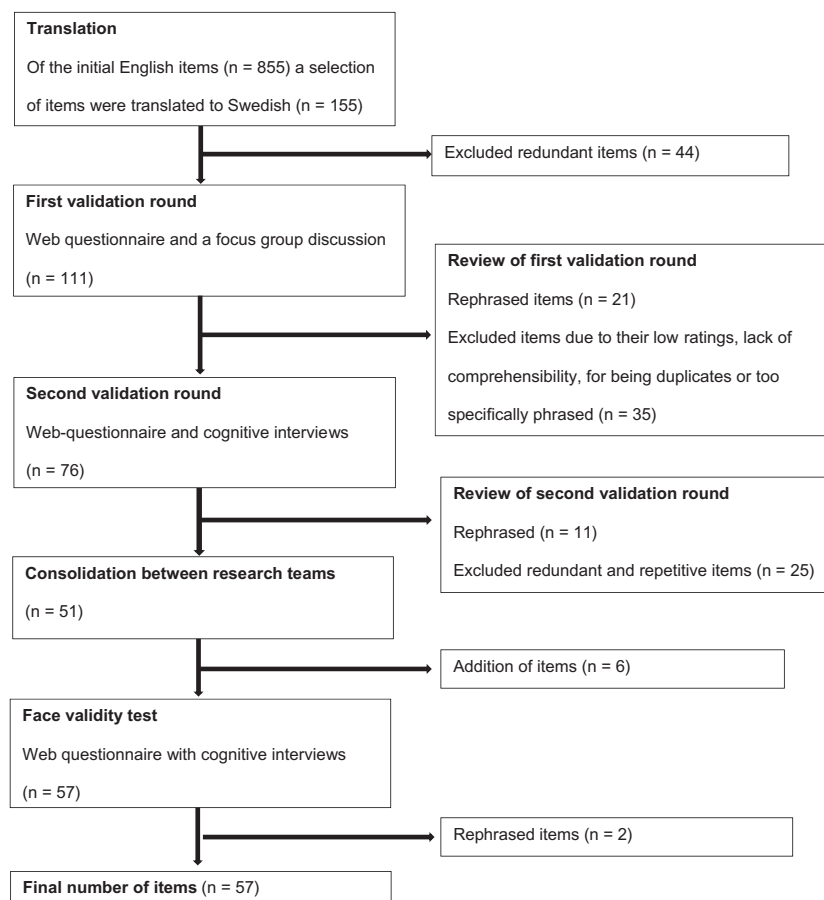 Translation
Of the initial English items (n = 855) a selection
of items were translated to Swedish (n = 155)
Excluded redundant items (n = 44)
First validation round
Web questionnaire and a focus group discussion
(n = 111)
Review of first validation round
Rephrased items (n = 21)
Excluded items due to their low ratings, lack of
comprehensibility, for being duplicates or too
specifically phrased (n = 35)
Second validation round
Web-questionnaire and cognitive interviews
(n = 76)
Review of second validation round
Rephrased (n = 11)
Excluded redundant and repetitive items (n = 25)
Consolidation between research teams
(n = 51)
Addition of items (n = 6)
Face validity test
Web questionnaire with cognitive interviews
(n = 57)
Rephrased items (n = 2)
Final number of items (n = 57)